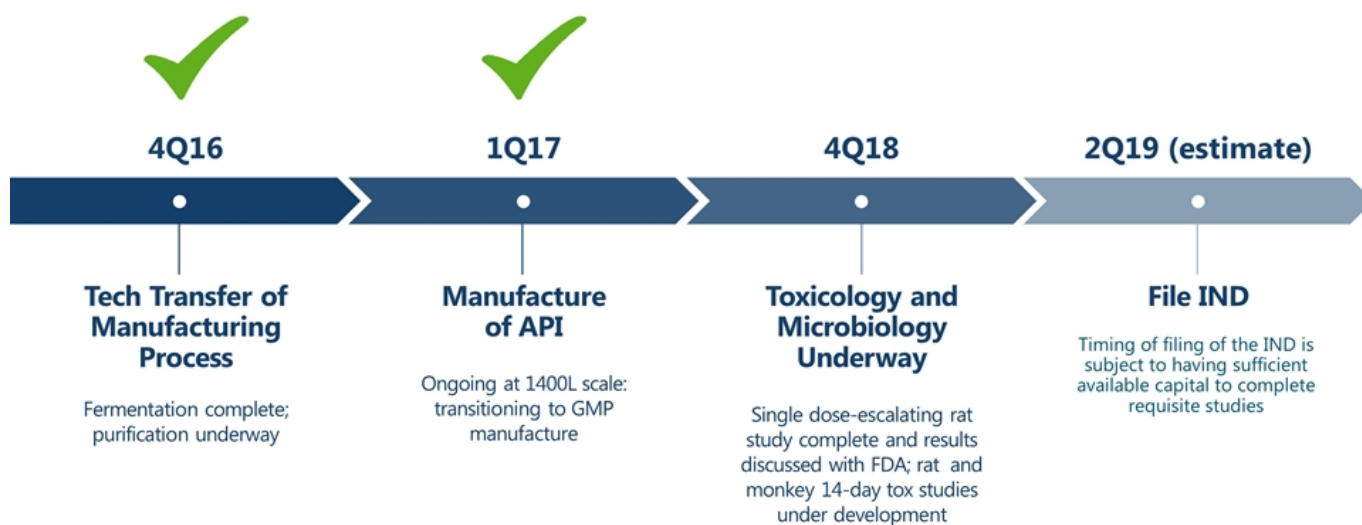 4Q16
1Q17
4Q18
2Q19 (estimate)
Tech Transfer of
Manufacturing
Process
Fermentation complete;
purification underway
Manufacture
of API
Ongoing at 1400L scale:
transitioning to GMP
manufacture
Toxicology and
Microbiology
Underway
Single dose-escalating rat
study complete and results
discussed with FDA; rat and
monkey 14-day tox studies
under development
File IND
Timing of filing of the IND is
subject to having sufficient
available capital to complete
requisite studies